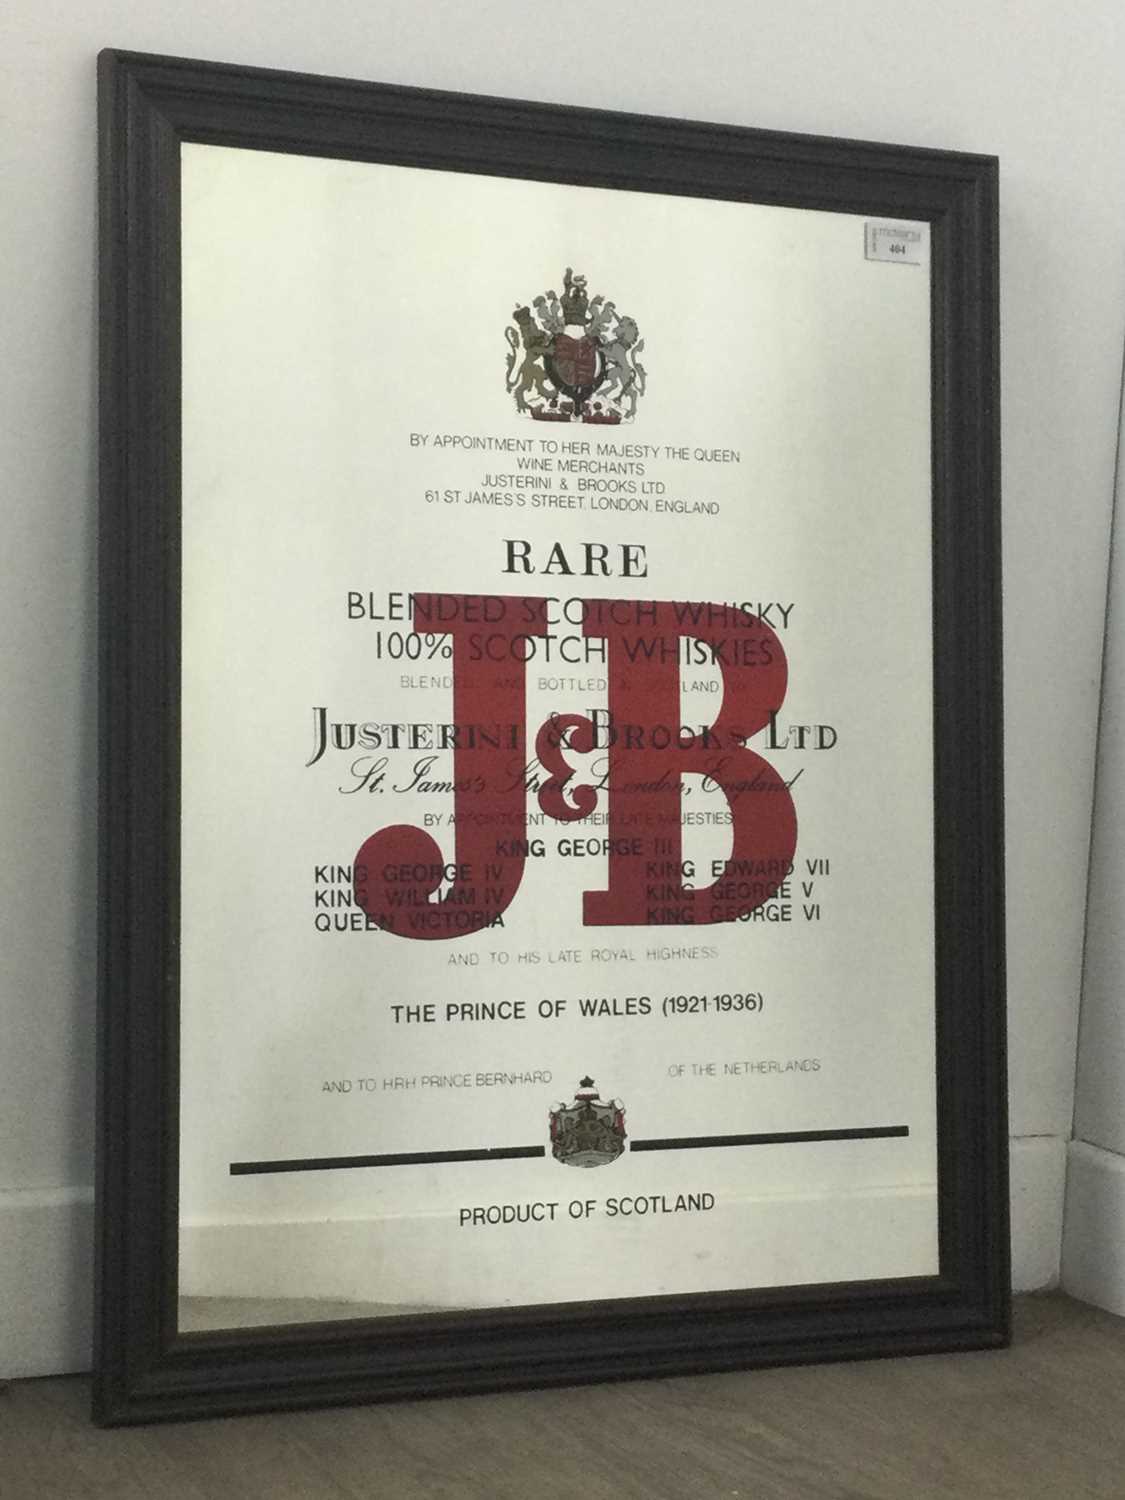 404
BY APPOINTMENT TO HER MAJESTY THE QUEEN
WINE MERCHANTS
JUSTERINI & BROOKS LTD
61 ST JAMES'S STREET, LONDON, ENGLAND
RARE
BLENDED SCOTCH WHISKY
100% SCOTCH WHISKIES
BLENDED AND BOTTLED IN SCOTLAND BY
J&B
JUSTERINI & BROOKS LTD
St. James's Street, London, England
BY APPOINTMENT TO THEIR LATE MAJESTIES
KING GEORGE III
KING GEORGE IV KING EDWARD VII
KING WILLIAM IV KING GEORGE V
QUEEN VICTORIA KING GEORGE VI
AND TO HIS LATE ROYAL HIGHNESS
THE PRINCE OF WALES (1921-1936)
AND TO HRH PRINCE BERNHARD OF THE NETHERLANDS
PRODUCT OF SCOTLAND